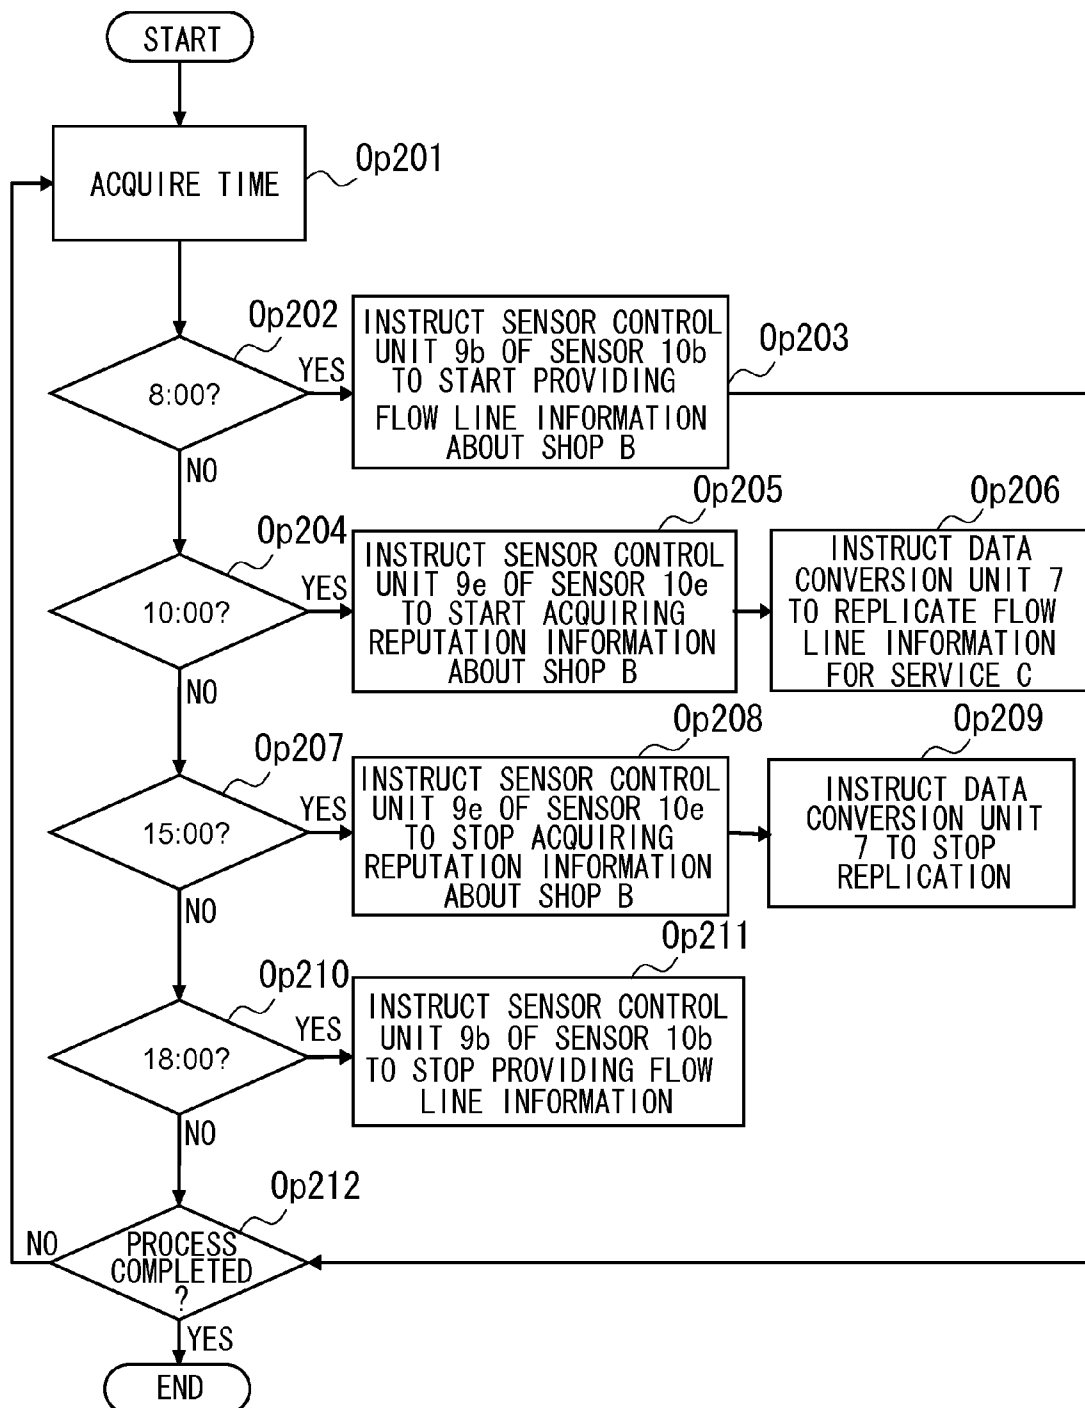 START
Op201
ACQUIRE TIME
Op202
8:00?
YES
NO
INSTRUCT SENSOR CONTROL
UNIT 9b OF SENSOR 10b
TO START PROVIDING
FLOW LINE INFORMATION
ABOUT SHOP B
Op203
Op204
10:00?
YES
NO
Op205
INSTRUCT SENSOR CONTROL
UNIT 9e OF SENSOR 10e
TO START ACQUIRING
REPUTATION INFORMATION
ABOUT SHOP B
Op206
INSTRUCT DATA
CONVERSION UNIT 7
TO REPLICATE FLOW
LINE INFORMATION
FOR SERVICE C
Op207
15:00?
YES
NO
Op208
INSTRUCT SENSOR CONTROL
UNIT 9e OF SENSOR 10e
TO STOP ACQUIRING
REPUTATION INFORMATION
ABOUT SHOP B
Op209
INSTRUCT DATA
CONVERSION UNIT
7 TO STOP
REPLICATION
Op210
18:00?
YES
NO
Op211
INSTRUCT SENSOR CONTROL
UNIT 9b OF SENSOR 10b
TO STOP PROVIDING FLOW
LINE INFORMATION
Op212
NO
PROCESS
COMPLETED
?
YES
END